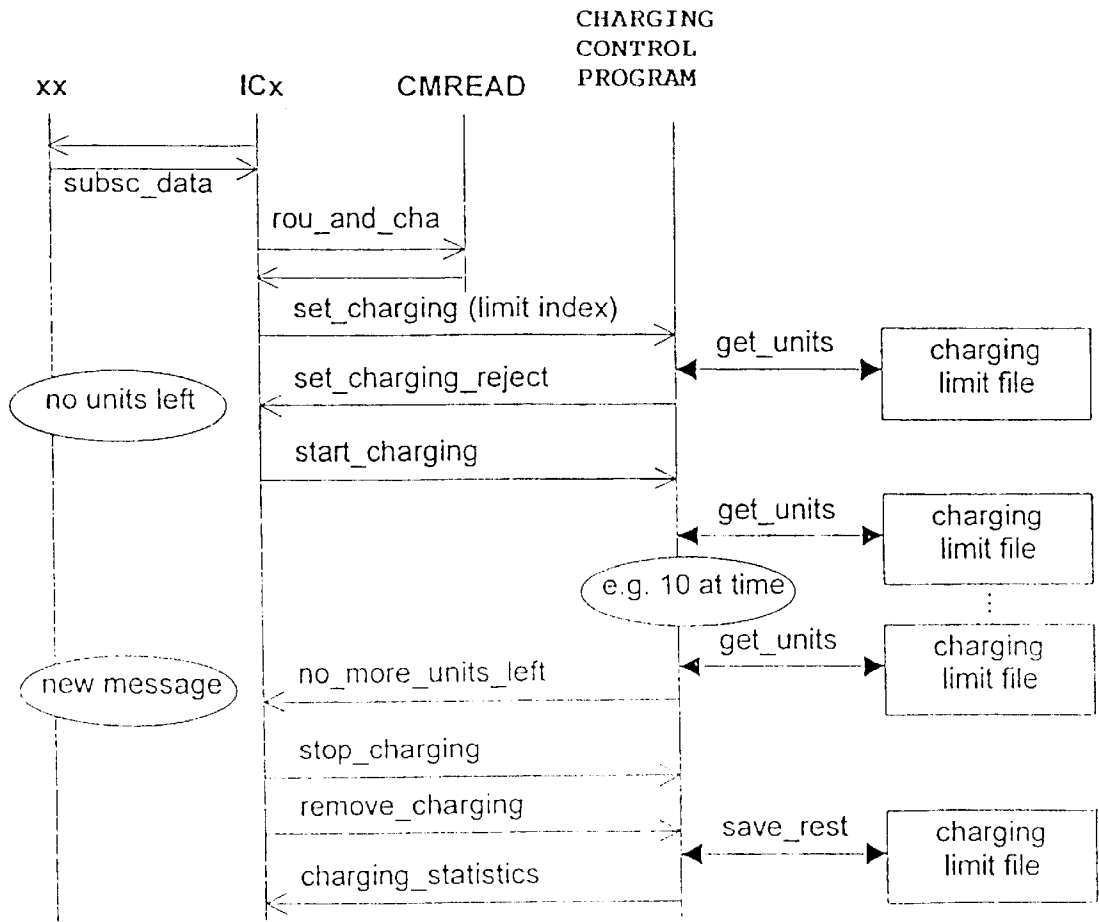 CHARGING
CONTROL
PROGRAM
xx
ICx
CMREAD
subsc_data
rou_and_cha
set_charging (limit index)
get_units
charging
limit file
no units left
set_charging_reject
start_charging
get_units
charging
limit file
e.g. 10 at time
get_units
charging
limit file
new message
no_more_units_left
stop_charging
remove_charging
save_rest
charging
limit file
charging_statistics